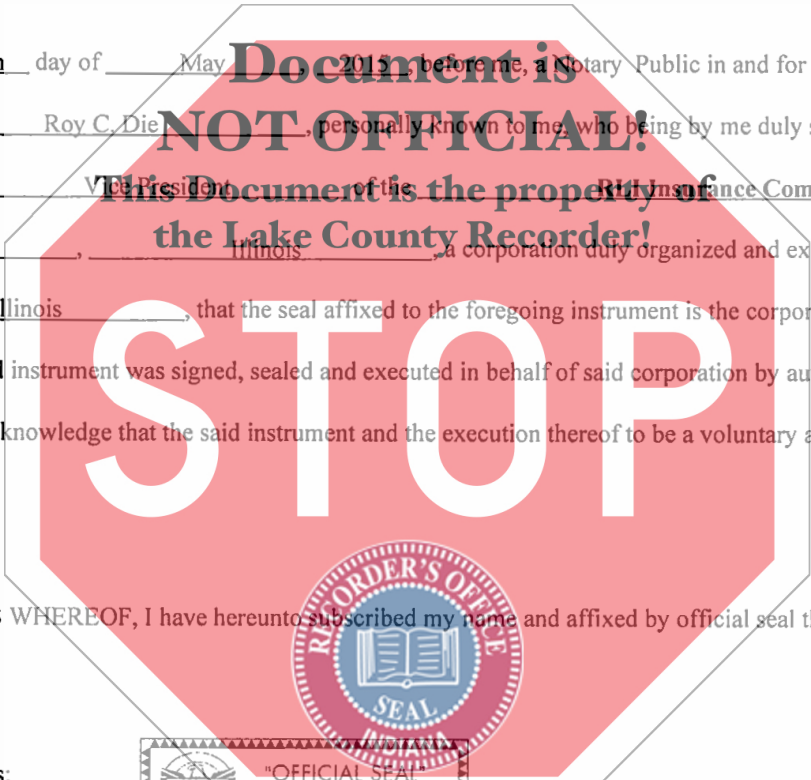 day of May , 2015 , before me, a Notary Public in and for
Document is
Roy C. Die , personally known to me, who being by me duly
NOT OFFICIAL!
Vice President of the RLI Insurance Com
This Document is the property of
the Lake County Recorder!
, Illinois , a corporation duly organized and ex
llinois , that the seal affixed to the foregoing instrument is the corpor
STOP
instrument was signed, sealed and executed in behalf of said corporation by au
knowledge that the said instrument and the execution thereof to be a voluntary a
RECORDER'S OFFICE
WHEREOF, I have hereunto subscribed my name and affixed by official seal th
SEAL
INDIANA
"OFFICIAL SEAL"